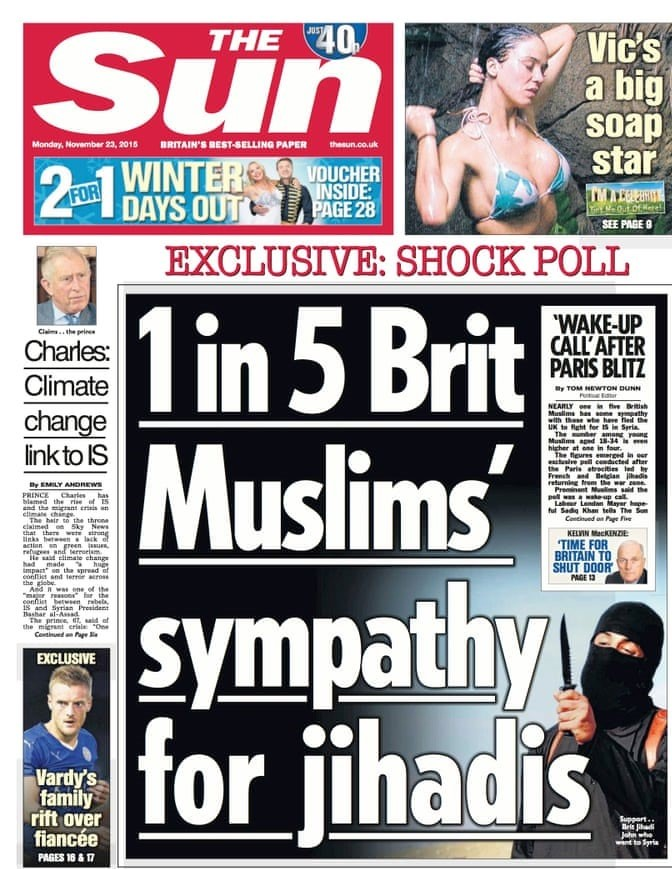 THE
Sun
JUST
40p
Monday, November 23, 2015
BRITAIN'S BEST-SELLING PAPER
thesun.co.uk
2 FOR 1
WINTER
DAYS OUT
VOUCHER
INSIDE:
PAGE 28
Vic's
a big
soap
star
I'M A CELEBRITY
Get Me Out Of Here!
SEE PAGE 9
EXCLUSIVE: SHOCK POLL
Claims . . the prince
Charles:
Climate
change
link to IS
By EMILY ANDREWS
PRINCE Charles has
blamed the rise of IS
and the migrant crisis on
climate change.
The heir to the throne
claimed on Sky News
that there were strong
links between a lack of
action on green issues,
refugees and terrorism.
He said climate change
had made "a huge
impact" on the spread of
conflict and terror across
the globe.
And it was one of the
"major reasons" for the
conflict between rebels,
IS and Syrian President
Bashar al-Assad.
The prince, 67, said of
the migrant crisis: "One
Continued on Page Six
EXCLUSIVE
Vardy's
family
rift over
fiancée
PAGES 16 & 17
1 in 5 Brit
Muslims'
sympathy
for jihadis
'WAKE-UP
CALL' AFTER
PARIS BLITZ
By TOM NEWTON DUNN
Political Editor
NEARLY one in five British
Muslims has some sympathy
with those who have fled the
UK to fight for IS in Syria.
The number among young
Muslims aged 18-34 is even
higher at one in four.
The figures emerged in our
exclusive poll conducted after
the Paris atrocities led by
French and Belgian jihadis
returning from the war zone.
Prominent Muslims said the
poll was a wake-up call.
Labour London Mayor hope-
ful Sadiq Khan tells The Sun
Continued on Page Five
KELVIN MacKENZIE:
'TIME FOR
BRITAIN TO
SHUT DOOR'
PAGE 13
Support . .
Brit Jihadi
John who
went to Syria